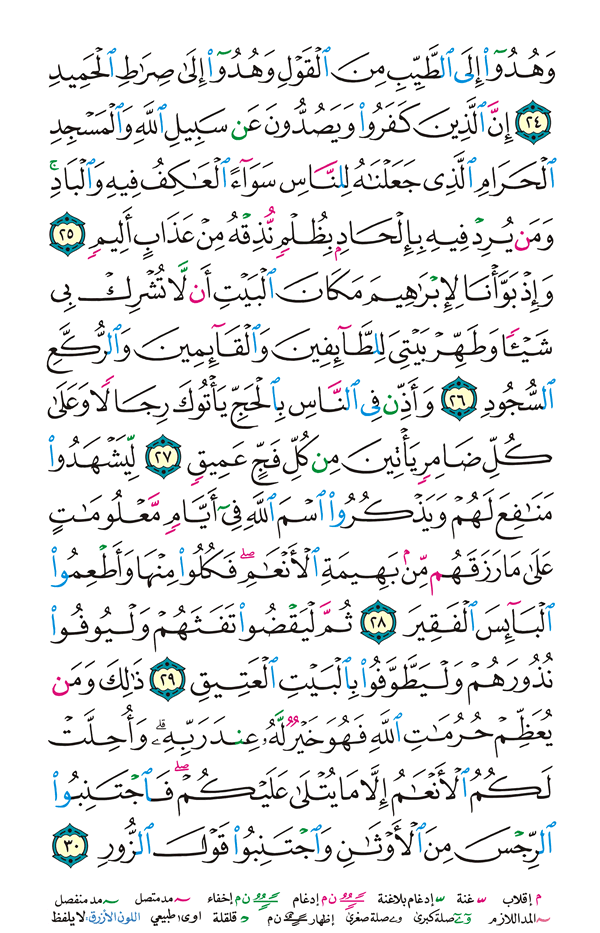 وَهُدُوٓا۟ إِلَى ٱلطَّيِّبِ مِنَ ٱلْقَوْلِ وَهُدُوٓا۟ إِلَىٰ صِرَٰطِ ٱلْحَمِيدِ
٢٤ إِنَّ ٱلَّذِينَ كَفَرُوا۟ وَيَصُدُّونَ عَن سَبِيلِ ٱللَّهِ وَٱلْمَسْجِدِ
ٱلْحَرَامِ ٱلَّذِى جَعَلْنَٰهُ لِلنَّاسِ سَوَآءً ٱلْعَٰكِفُ فِيهِ وَٱلْبَادِ ۚ
وَمَن يُرِدْ فِيهِ بِإِلْحَادٍۭ بِظُلْمٍ نُّذِقْهُ مِنْ عَذَابٍ أَلِيمٍ ٢٥
وَإِذْ بَوَّأْنَا لِإِبْرَٰهِيمَ مَكَانَ ٱلْبَيْتِ أَن لَّا تُشْرِكْ بِى
شَيْـًٔا وَطَهِّرْ بَيْتِىَ لِلطَّآئِفِينَ وَٱلْقَآئِمِينَ وَٱلرُّكَّعِ
ٱلسُّجُودِ ٢٦ وَأَذِّن فِى ٱلنَّاسِ بِٱلْحَجِّ يَأْتُوكَ رِجَالًا وَعَلَىٰ
كُلِّ ضَامِرٍ يَأْتِينَ مِن كُلِّ فَجٍّ عَمِيقٍ ٢٧ لِّيَشْهَدُوا۟
مَنَٰفِعَ لَهُمْ وَيَذْكُرُوا۟ ٱسْمَ ٱللَّهِ فِىٓ أَيَّامٍ مَّعْلُومَٰتٍ
عَلَىٰ مَا رَزَقَهُم مِّنۢ بَهِيمَةِ ٱلْأَنْعَٰمِ ۖ فَكُلُوا۟ مِنْهَا وَأَطْعِمُوا۟
ٱلْبَآئِسَ ٱلْفَقِيرَ ٢٨ ثُمَّ لْيَقْضُوا۟ تَفَثَهُمْ وَلْيُوفُوا۟
نُذُورَهُمْ وَلْيَطَّوَّفُوا۟ بِٱلْبَيْتِ ٱلْعَتِيقِ ٢٩ ذَٰلِكَ وَمَن
يُعَظِّمْ حُرُمَٰتِ ٱللَّهِ فَهُوَ خَيْرٌ لَّهُۥ عِندَ رَبِّهِۦ ۗ وَأُحِلَّتْ
لَكُمُ ٱلْأَنْعَٰمُ إِلَّا مَا يُتْلَىٰ عَلَيْكُمْ ۖ فَٱجْتَنِبُوا۟
ٱلرِّجْسَ مِنَ ٱلْأَوْثَٰنِ وَٱجْتَنِبُوا۟ قَوْلَ ٱلزُّورِ ٣٠
م إقلاب غنة إدغام بلاغنة ن م إدغام ن م إخفاء مد متصل مد منفصل
المد اللازم صلة كبرى صلة صغرى إظهار ن م قلقلة اوى طبيعي اللون الأزرق: لا يلفظ